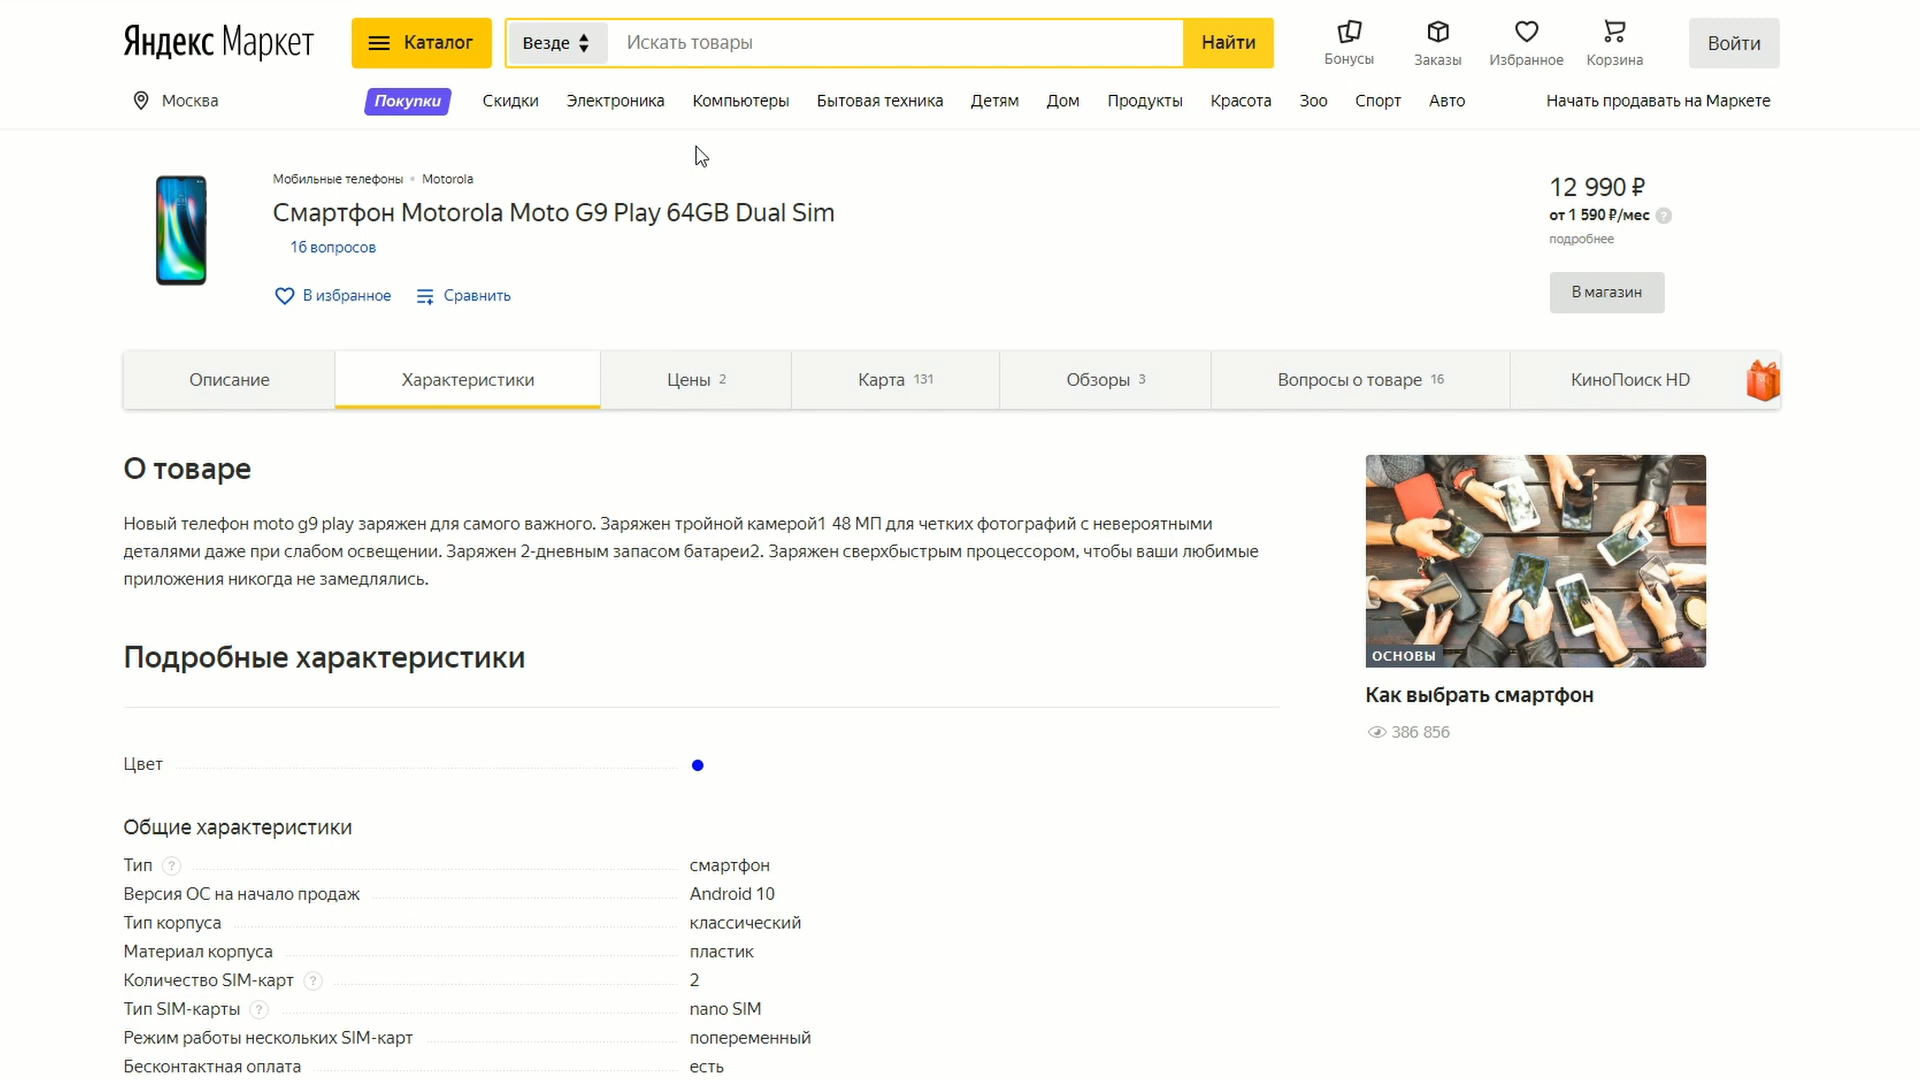 Яндекс Маркет
Каталог
Везде
Искать товары
Найти
Бонусы
Заказы
Избранное
Корзина
Войти
Москва
Покупки
Скидки
Электроника
Компьютеры
Бытовая техника
Детям
Дом
Продукты
Красота
Зоо
Спорт
Авто
Начать продавать на Маркете
Мобильные телефоны • Motorola
Смартфон Motorola Moto G9 Play 64GB Dual Sim
16 вопросов
В избранное
Сравнить
12 990 ₽
от 1 590 ₽/мес ?
подробнее
В магазин
Описание
Характеристики
Цены 2
Карта 131
Обзоры 3
Вопросы о товаре 16
КиноПоиск HD
О товаре
Новый телефон moto g9 play заряжен для самого важного. Заряжен тройной камерой1 48 МП для четких фотографий с невероятными
деталями даже при слабом освещении. Заряжен 2-дневным запасом батареи2. Заряжен сверхбыстрым процессором, чтобы ваши любимые
приложения никогда не замедлялись.
ОСНОВЫ
Как выбрать смартфон
386 856
Подробные характеристики
Цвет
Общие характеристики
Тип ? смартфон
Версия ОС на начало продаж Android 10
Тип корпуса классический
Материал корпуса пластик
Количество SIM-карт ? 2
Тип SIM-карты ? nano SIM
Режим работы нескольких SIM-карт попеременный
Бесконтактная оплата есть